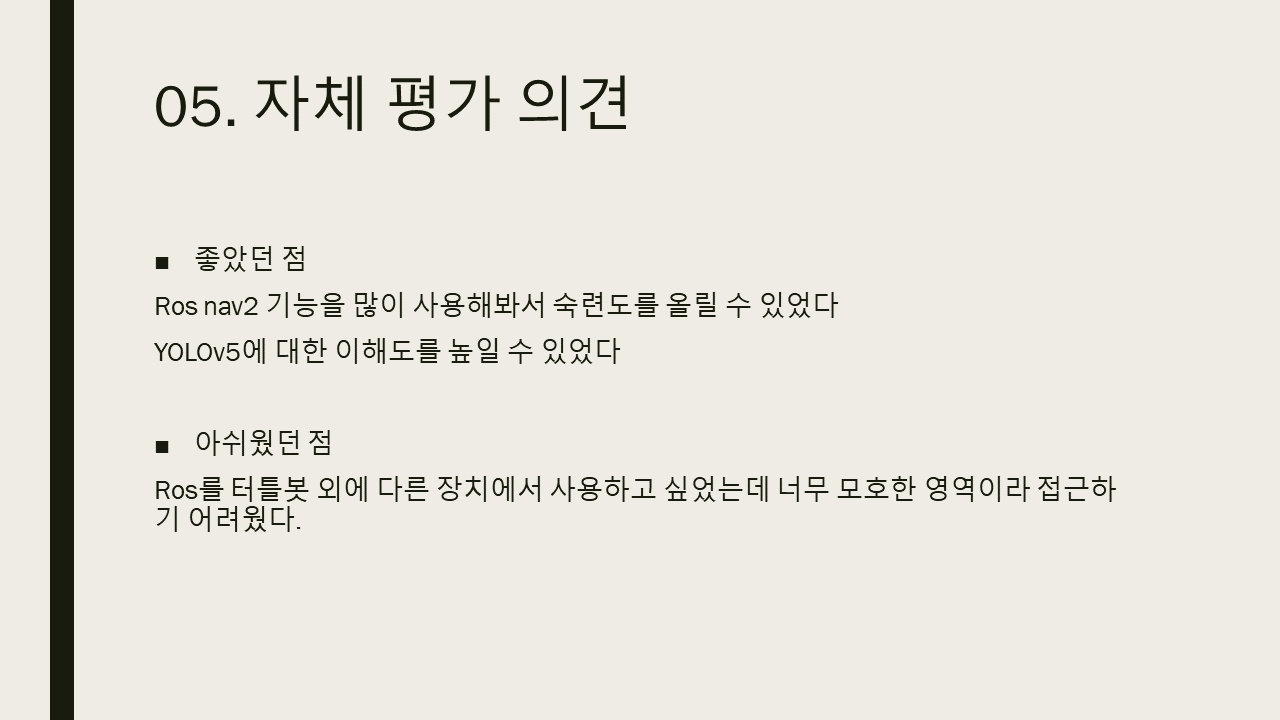 05. 자체 평가 의견
■ 좋았던 점
Ros nav2 기능을 많이 사용해봐서 숙련도를 올릴 수 있었다
YOLOv5에 대한 이해도를 높일 수 있었다
■ 아쉬웠던 점
Ros를 터틀봇 외에 다른 장치에서 사용하고 싶었는데 너무 모호한 영역이라 접근하
기 어려웠다.